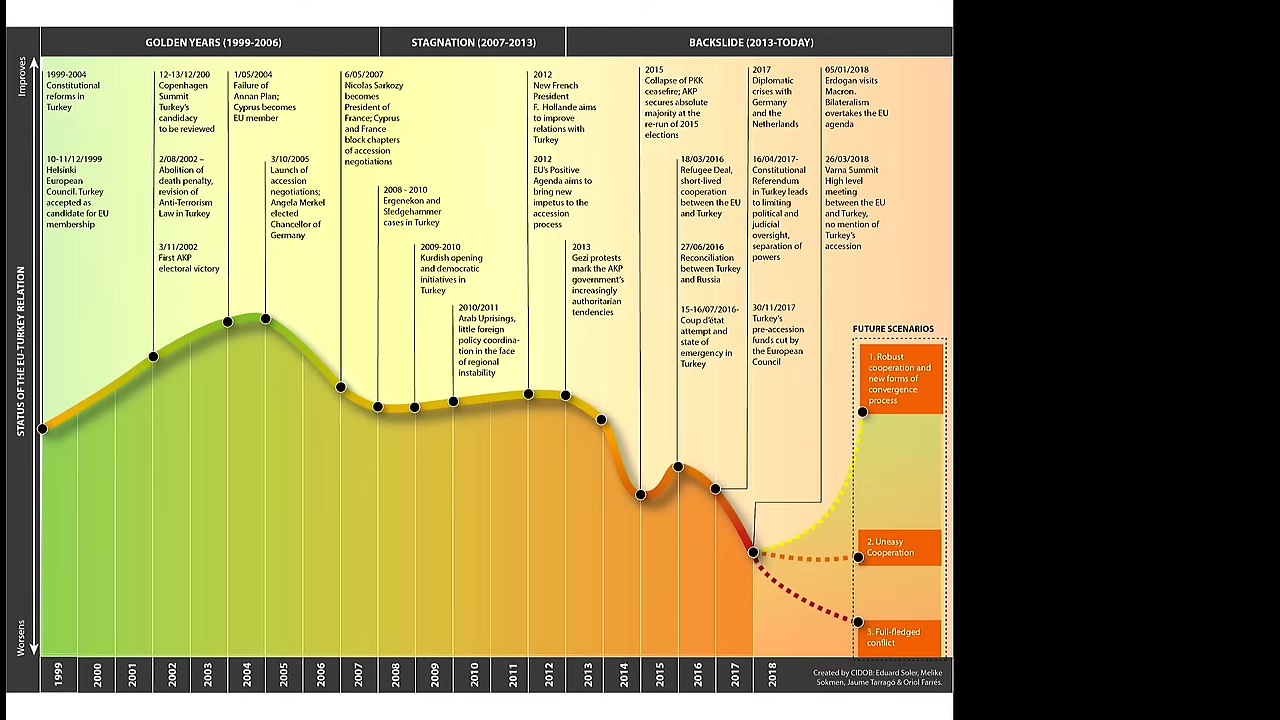 GOLDEN YEARS (1999-2006)
STAGNATION (2007-2013)
BACKSLIDE (2013-TODAY)
Improves
STATUS OF THE EU-TURKEY RELATION
Worsens
1999-2004
Constitutional
reforms in
Turkey
10-11/12/1999
Helsinki
European
Council. Turkey
accepted as
candidate for EU
membership
12-13/12/200
Copenhagen
Summit
Turkey's
candidacy
to be reviewed
2/08/2002 –
Abolition of
death penalty,
revision of
Anti-Terrorism
Law in Turkey
3/11/2002
First AKP
electoral victory
1/05/2004
Failure of
Annan Plan;
Cyprus becomes
EU member
3/10/2005
Launch of
accession
negotiations;
Angela Merkel
elected
Chancellor of
Germany
6/05/2007
Nicolas Sarkozy
becomes
President of
France; Cyprus
and France
block chapters
of accession
negotiations
2008 - 2010
Ergenekon and
Sledgehammer
cases in Turkey
2009-2010
Kurdish opening
and democratic
initiatives in
Turkey
2010/2011
Arab Uprisings,
little foreign
policy coordina-
tion in the face
of regional
instability
2012
New French
President
F. Hollande aims
to improve
relations with
Turkey
2012
EU's Positive
Agenda aims to
bring new
impetus to the
accession
process
2013
Gezi protests
mark the AKP
government's
increasingly
authoritarian
tendencies
2015
Collapse of PKK
ceasefire; AKP
secures absolute
majority at the
re-run of 2015
elections
18/03/2016
Refugee Deal,
short-lived
cooperation
between the EU
and Turkey
27/06/2016
Reconciliation
between Turkey
and Russia
15-16/07/2016-
Coup d'état
attempt and
state of
emergency in
Turkey
2017
Diplomatic
crises with
Germany
and the
Netherlands
16/04/2017-
Constitutional
Referendum
in Turkey leads
to limiting
political and
judicial
oversight,
separation of
powers
30/11/2017
Turkey's
pre-accession
funds cut by
the European
Council
05/01/2018
Erdogan visits
Macron.
Bilateralism
overtakes the EU
agenda
26/03/2018
Varna Summit
High level
meeting
between the EU
and Turkey,
no mention of
Turkey's
accession
FUTURE SCENARIOS
1. Robust
cooperation and
new forms of
convergence
process
2. Uneasy
Cooperation
3. Full-fledged
conflict
1999
2000
2001
2002
2003
2004
2005
2006
2007
2008
2009
2010
2011
2012
2013
2014
2015
2016
2017
2018
Created by CIDOB: Eduard Soler, Melike
Sokmen, Jaume Tarragó & Oriol Farrés.